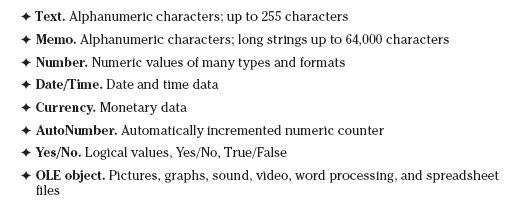 ✦ Text. Alphanumeric characters; up to 255 characters
✦ Memo. Alphanumeric characters; long strings up to 64,000 characters
✦ Number. Numeric values of many types and formats
✦ Date/Time. Date and time data
✦ Currency. Monetary data
✦ AutoNumber. Automatically incremented numeric counter
✦ Yes/No. Logical values, Yes/No, True/False
✦ OLE object. Pictures, graphs, sound, video, word processing, and spreadsheet
files